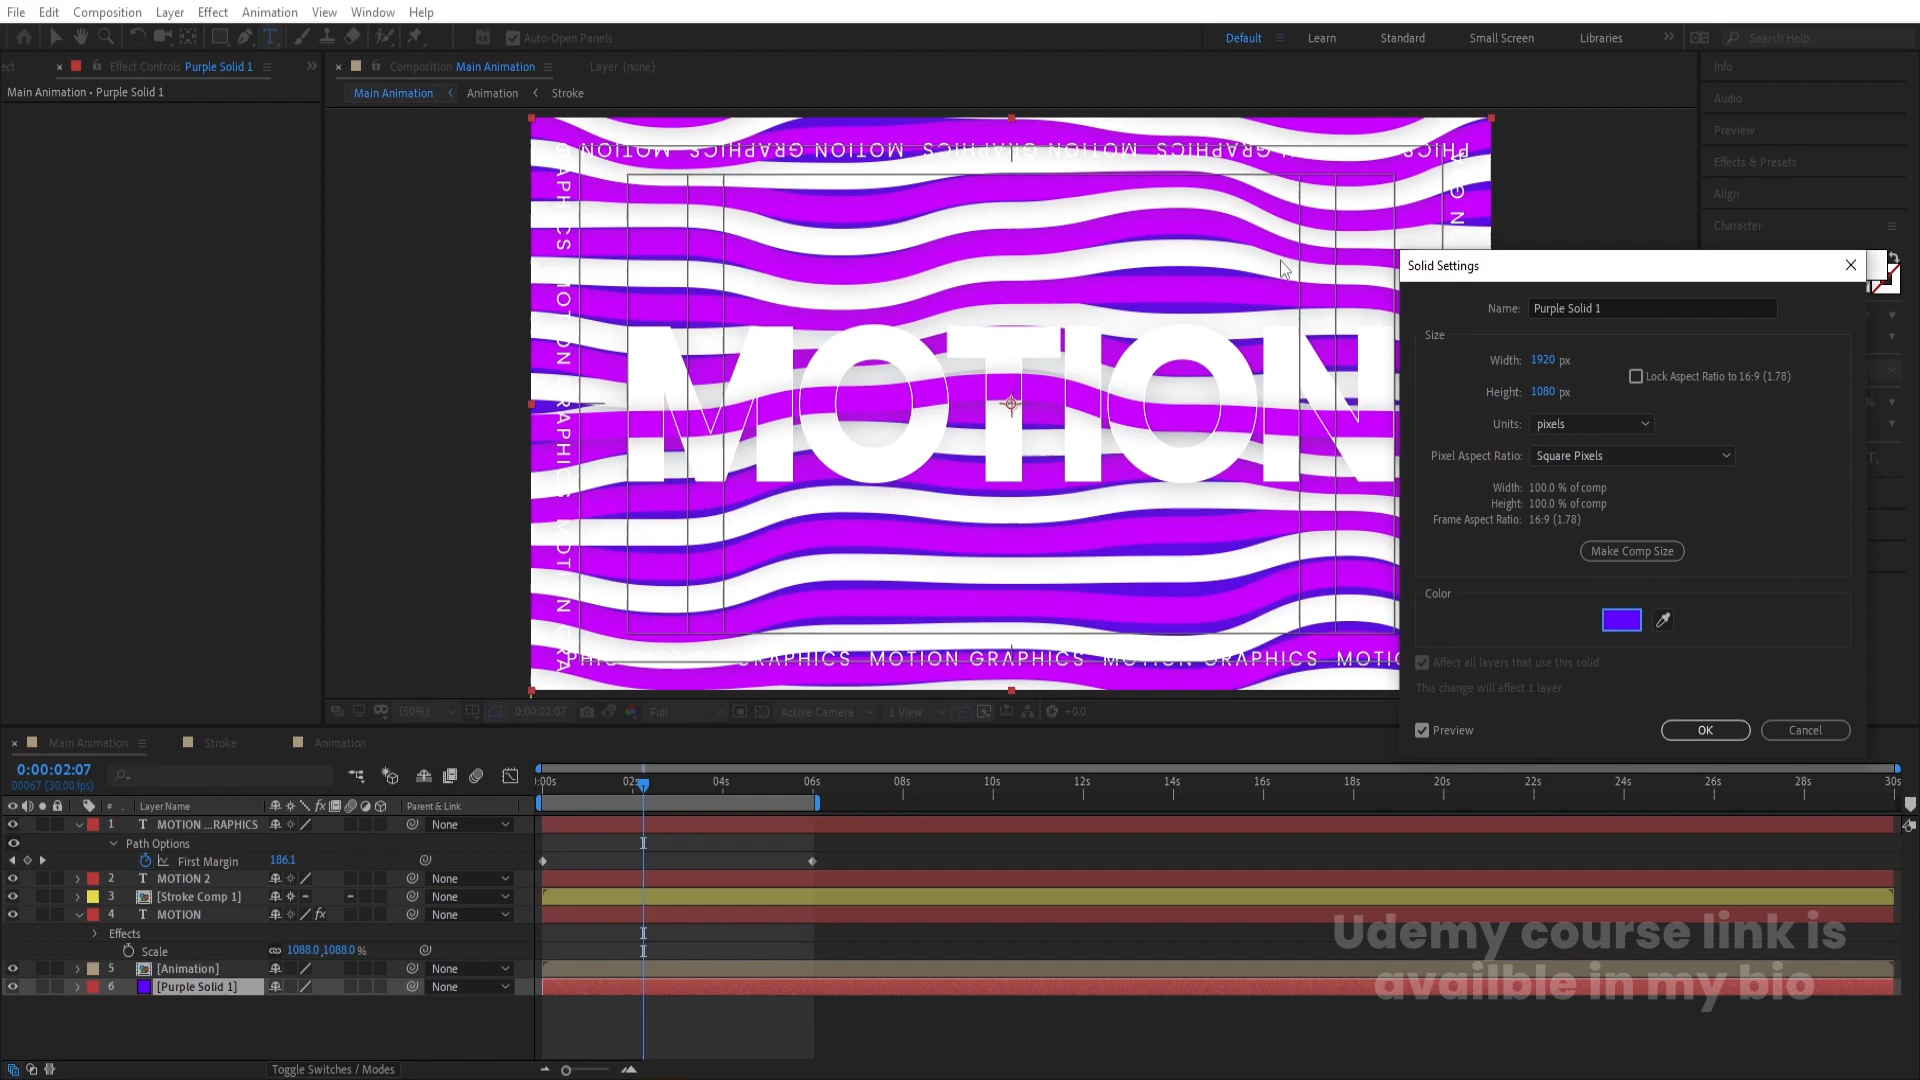 File Edit Composition Layer Effect Animation View Window Help
Auto-Open Panels
Default Learn Standard Small Screen Libraries Search Help
Effect Controls Purple Solid 1
Composition Main Animation Layer (none)
Info
Main Animation • Purple Solid 1
Main Animation Animation Stroke
Audio
Preview
Effects & Presets
Align
Character
MOTION GRAPHICS MOTION GRAPHICS MOTION
MOTION
MOTION GRAPHICS
Solid Settings
Name: Purple Solid 1
Size
Width: 1920 px
Lock Aspect Ratio to 16:9 (1.78)
Height: 1080 px
Units: pixels
Pixel Aspect Ratio: Square Pixels
Width: 100.0 % of comp
Height: 100.0 % of comp
Frame Aspect Ratio: 16:9 (1.78)
Make Comp Size
Color
Affect all layers that use this solid
This change will affect 1 layer.
Preview OK Cancel
(50%) 0:00:02:07 Full Active Camera 1 View +0.0
Main Animation Stroke Animation
0:00:02:07
00067 (30.00 fps)
:00s 02s 04s 06s 08s 10s 12s 14s 16s 18s 20s 22s 24s 26s 28s 30s
# Layer Name Parent & Link
1 T MOTION ...RAPHICS None
Path Options
First Margin 186.1
2 T MOTION 2 None
3 [Stroke Comp 1] None
4 T MOTION fx None
Effects
Scale 1088.0,1088.0 %
5 [Animation] None
6 [Purple Solid 1] None
Udemy course link is
availble in my bio
Toggle Switches / Modes